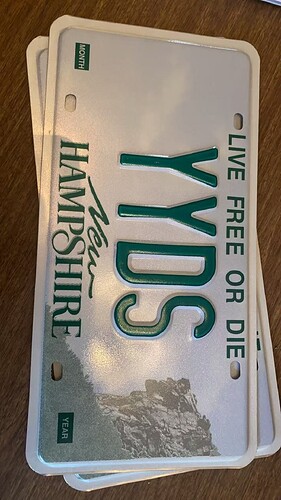 LIVE FREE OR DIE
YYDS
New
HAMPSHIRE
MONTH
YEAR